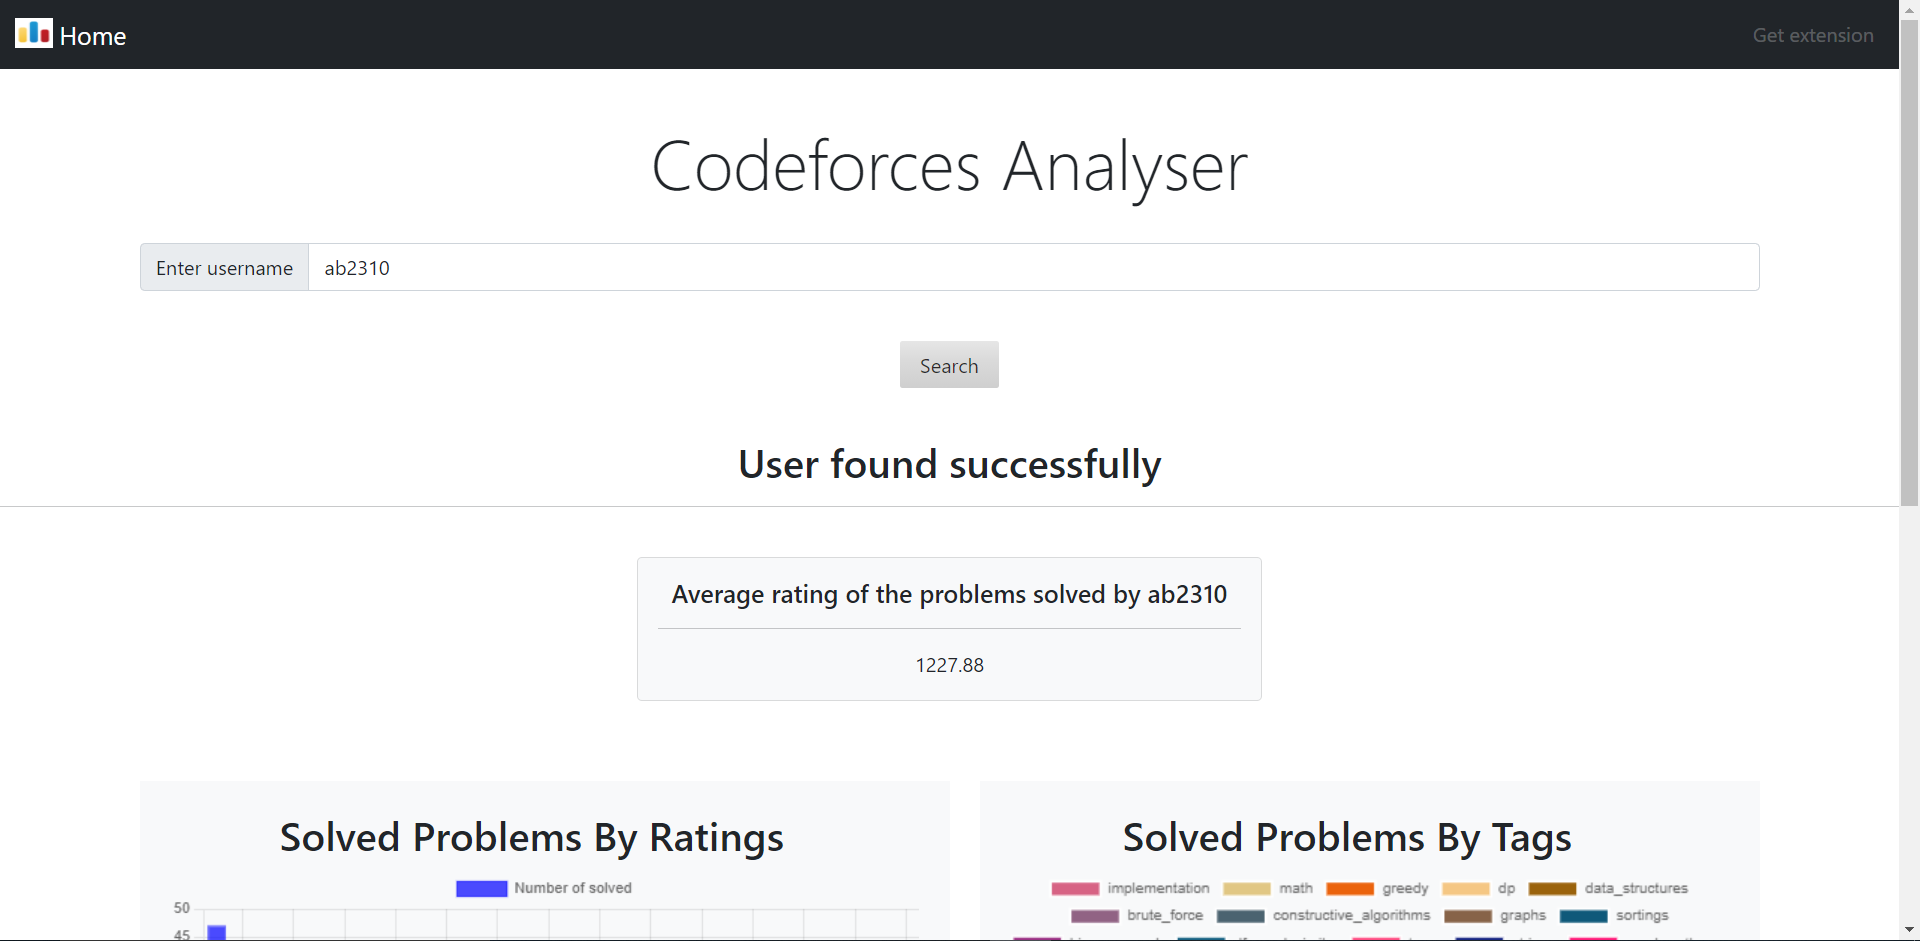 Home
Get extension
Codeforces Analyser
Enter username
ab2310
Search
User found successfully
Average rating of the problems solved by ab2310
1227.88
Solved Problems By Ratings
Number of solved
50
45
Solved Problems By Tags
implementation math greedy dp data_structures
brute_force constructive_algorithms graphs sortings